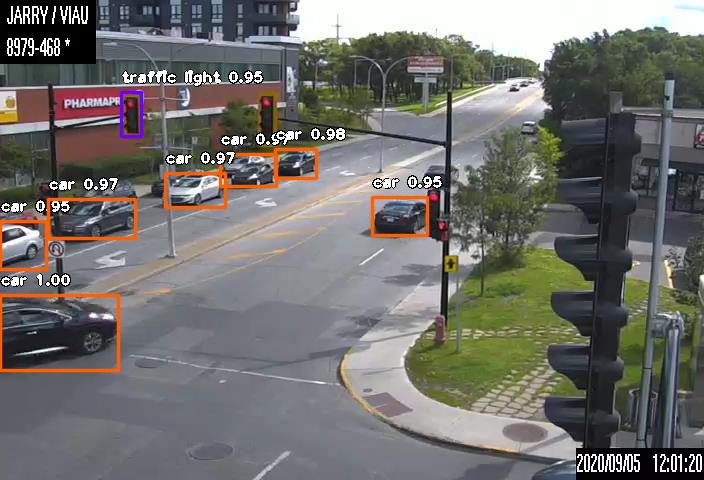 JARRY / VIAU
8979-468 *
traffic light 0.95
PHARMAPR
car 0.97
car 0.98
car 0.97
car 0.97
car 0.95
car 0.95
car 1.00
2020/09/05 12:01:20